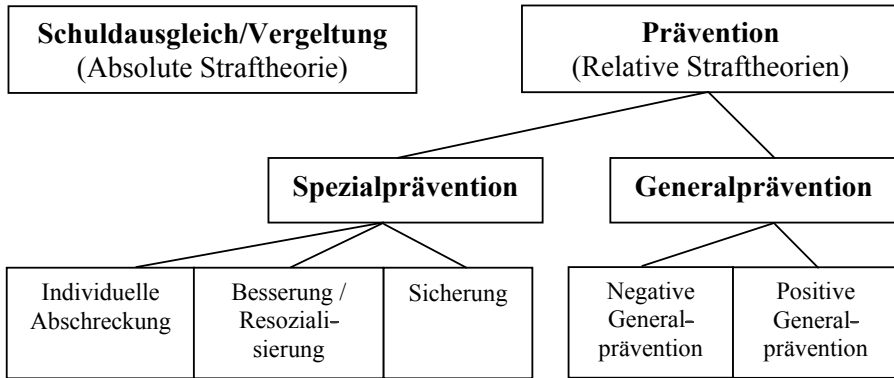 Schuldausgleich/Vergeltung
(Absolute Straftheorie)
Prävention
(Relative Straftheorien)
Spezialprävention
Generalprävention
Individuelle
Abschreckung
Besserung /
Resoziali-
sierung
Sicherung
Negative
General-
prävention
Positive
General-
prävention